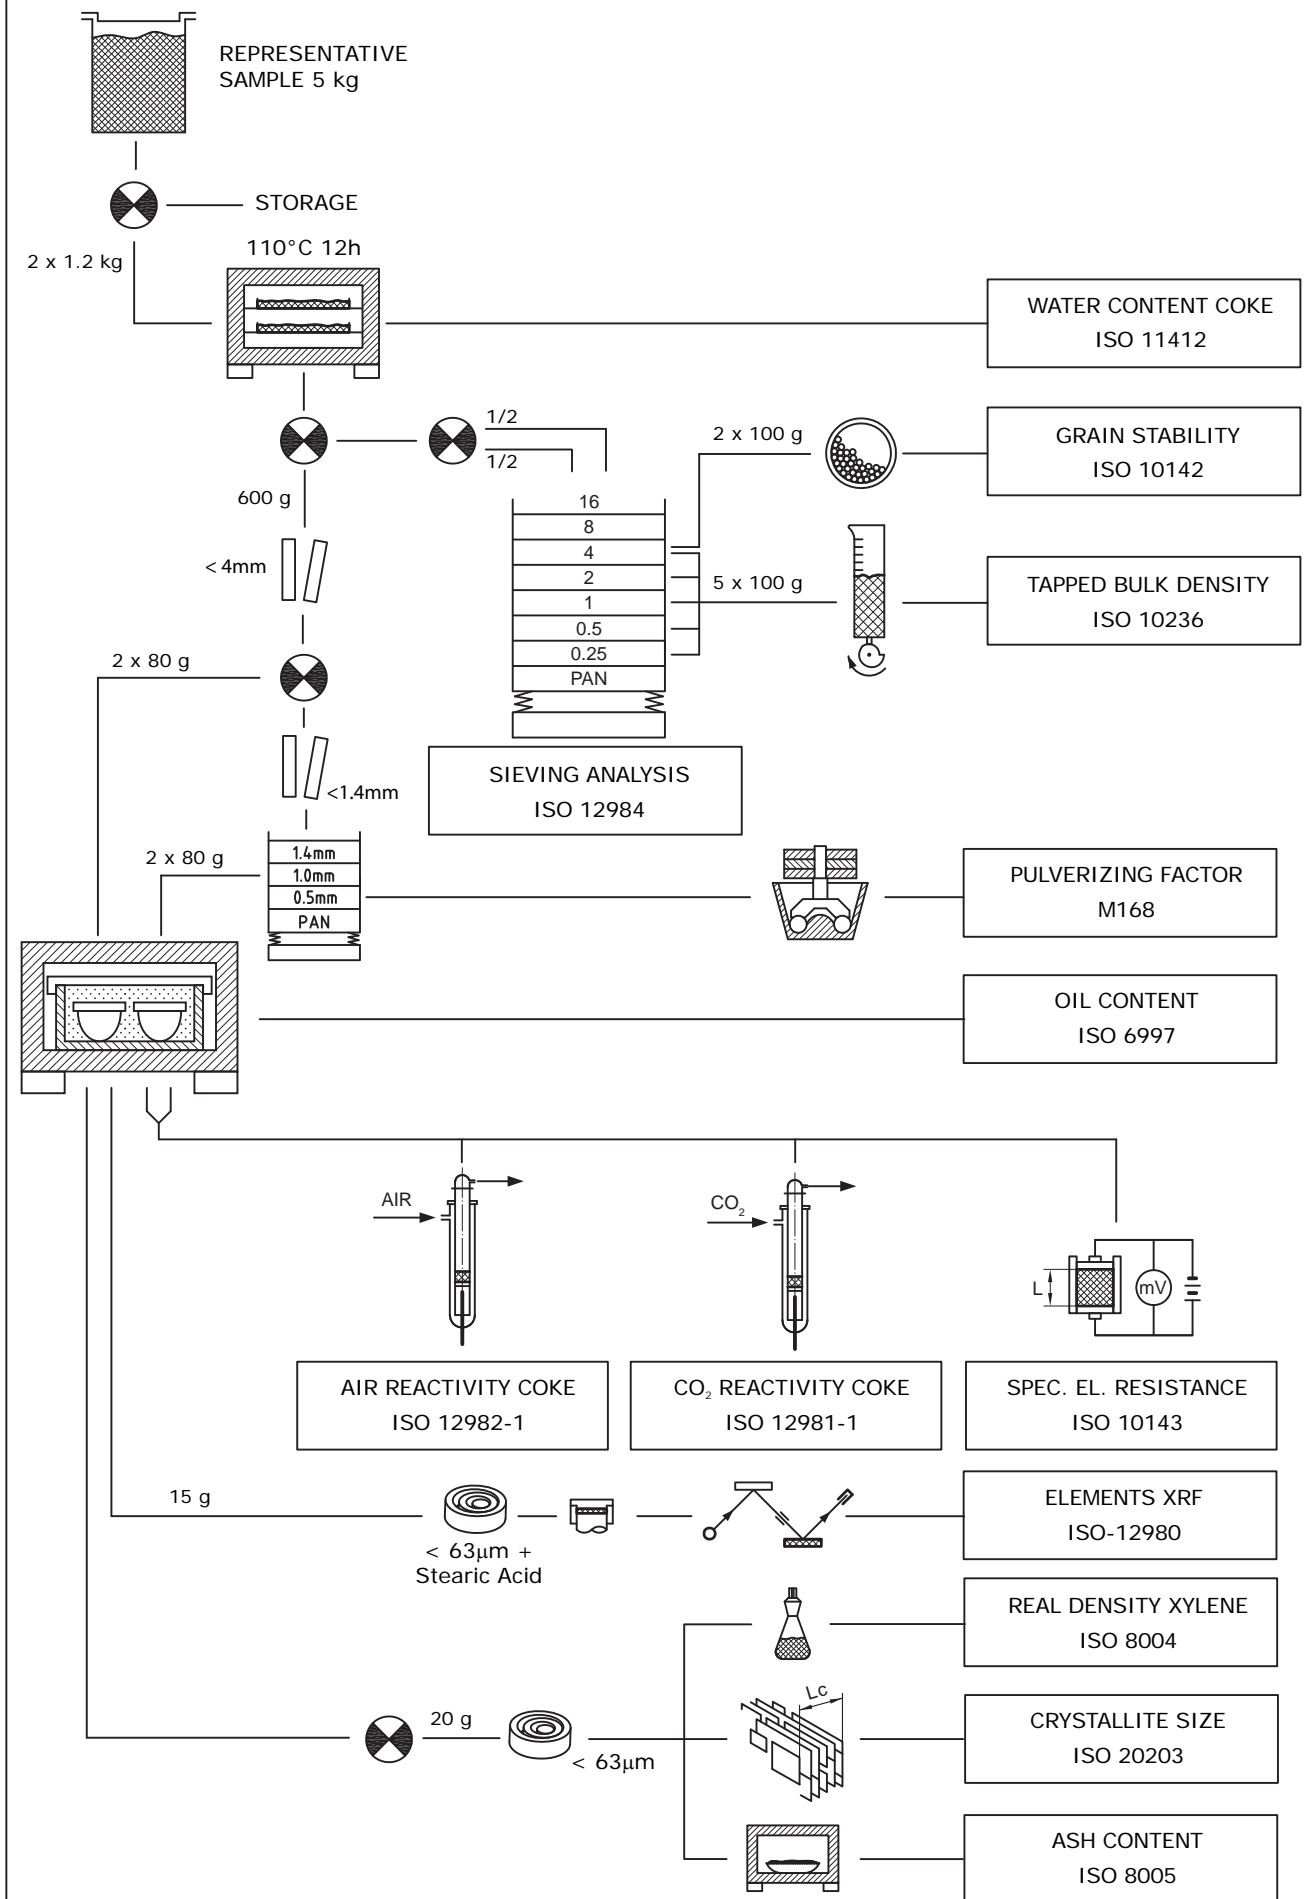 REPRESENTATIVE
SAMPLE 5 kg
STORAGE
110°C 12h
2 x 1.2 kg
WATER CONTENT COKE
ISO 11412
1/2
1/2
2 x 100 g
GRAIN STABILITY
ISO 10142
600 g
16
8
4
2
1
0.5
0.25
PAN
< 4mm
5 x 100 g
TAPPED BULK DENSITY
ISO 10236
2 x 80 g
SIEVING ANALYSIS
ISO 12984
<1.4mm
2 x 80 g
1.4mm
1.0mm
0.5mm
PAN
PULVERIZING FACTOR
M168
OIL CONTENT
ISO 6997
AIR
CO2
L
mV
AIR REACTIVITY COKE
ISO 12982-1
CO2 REACTIVITY COKE
ISO 12981-1
SPEC. EL. RESISTANCE
ISO 10143
15 g
< 63µm +
Stearic Acid
ELEMENTS XRF
ISO-12980
REAL DENSITY XYLENE
ISO 8004
20 g
< 63µm
Lc
CRYSTALLITE SIZE
ISO 20203
ASH CONTENT
ISO 8005